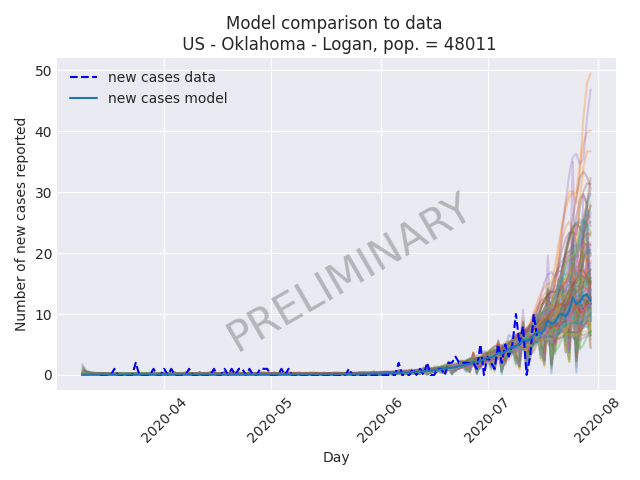 Model comparison to data
US - Oklahoma - Logan, pop. = 48011
new cases data
new cases model
Number of new cases reported
50
40
30
20
10
0
PRELIMINARY
2020-04
2020-05
2020-06
2020-07
2020-08
Day